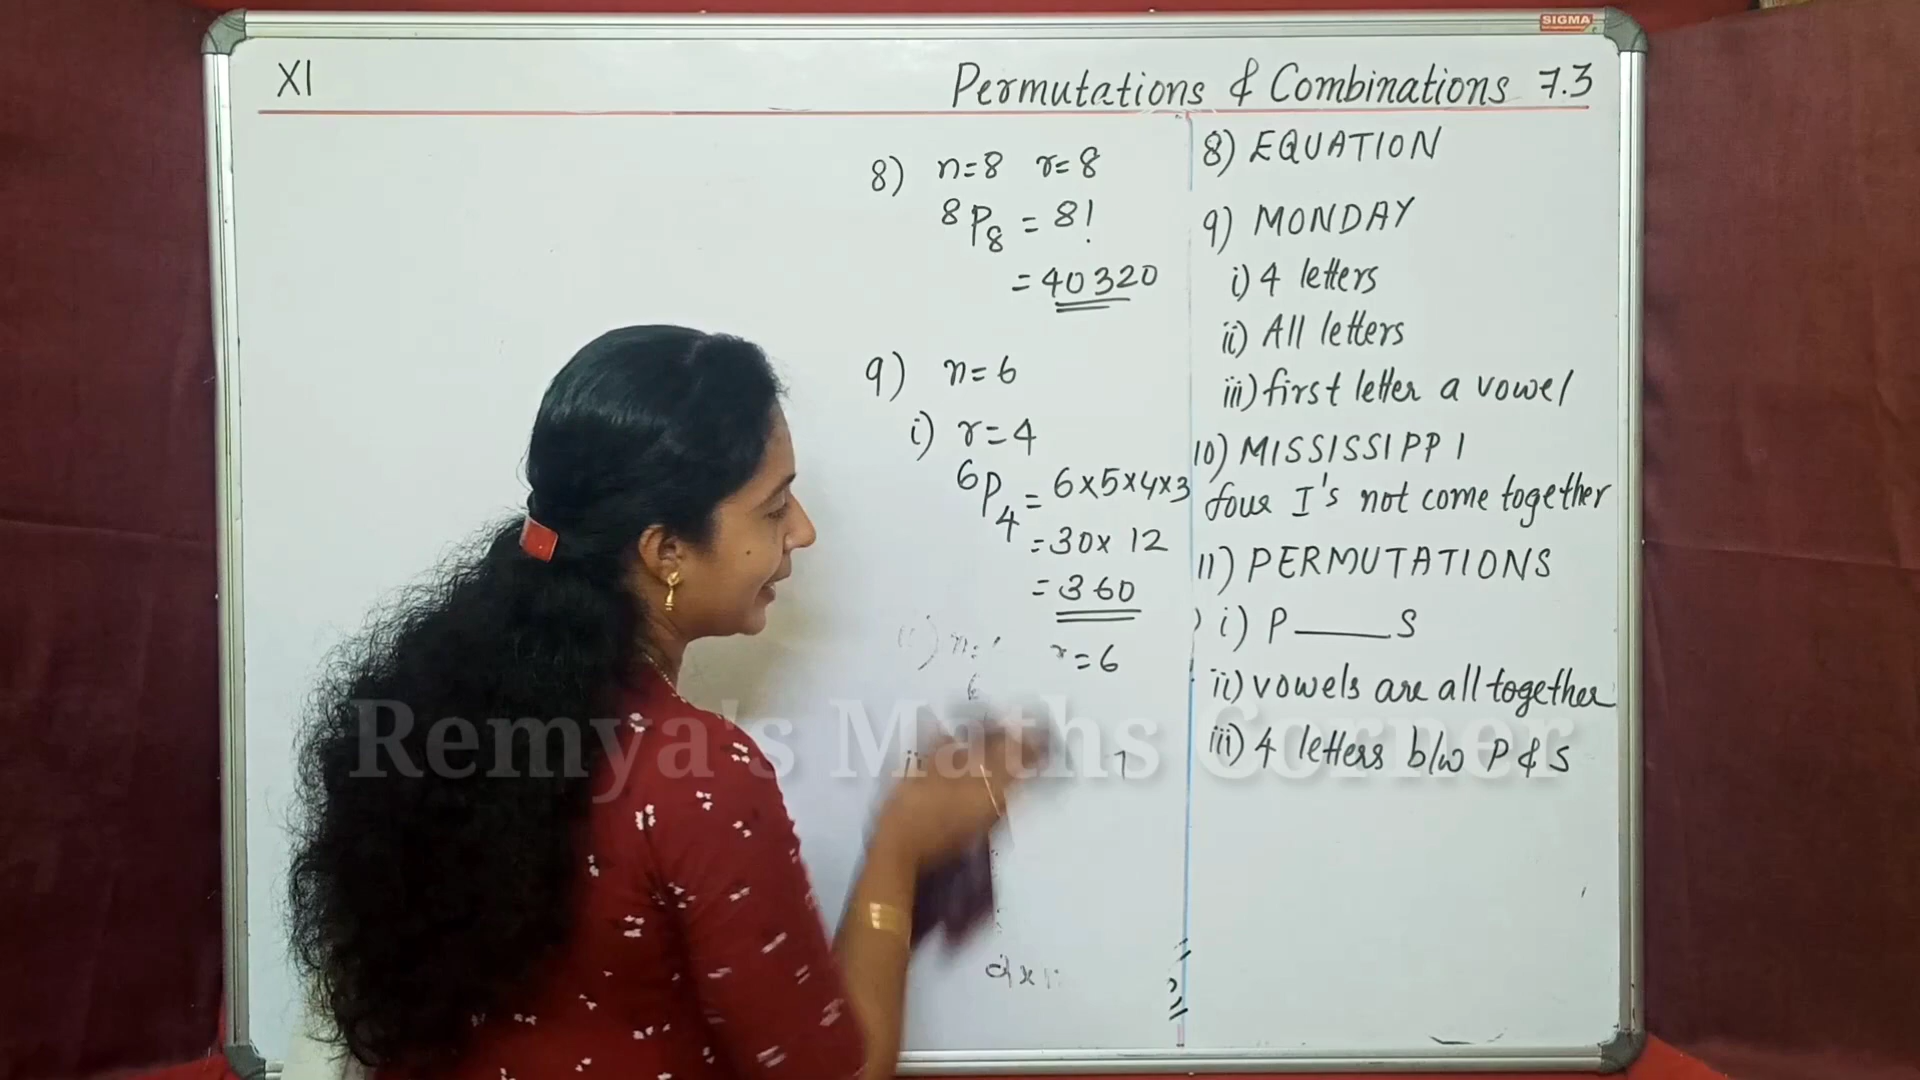 SIGMA
XI
Permutations & Combinations 7.3
8) n=8 r=8
8P8 = 8!
= 40320
9) n=6
i) r=4
6P4 = 6×5×4×3
= 30×12
= 360
r=6
8) EQUATION
9) MONDAY
i) 4 letters
ii) All letters
iii) first letter a vowel
10) MISSISSIPPI
four I's not come together
11) PERMUTATIONS
i) P ____ S
ii) vowels are all together
iii) 4 letters b/w P & S
Remya's Maths Corner